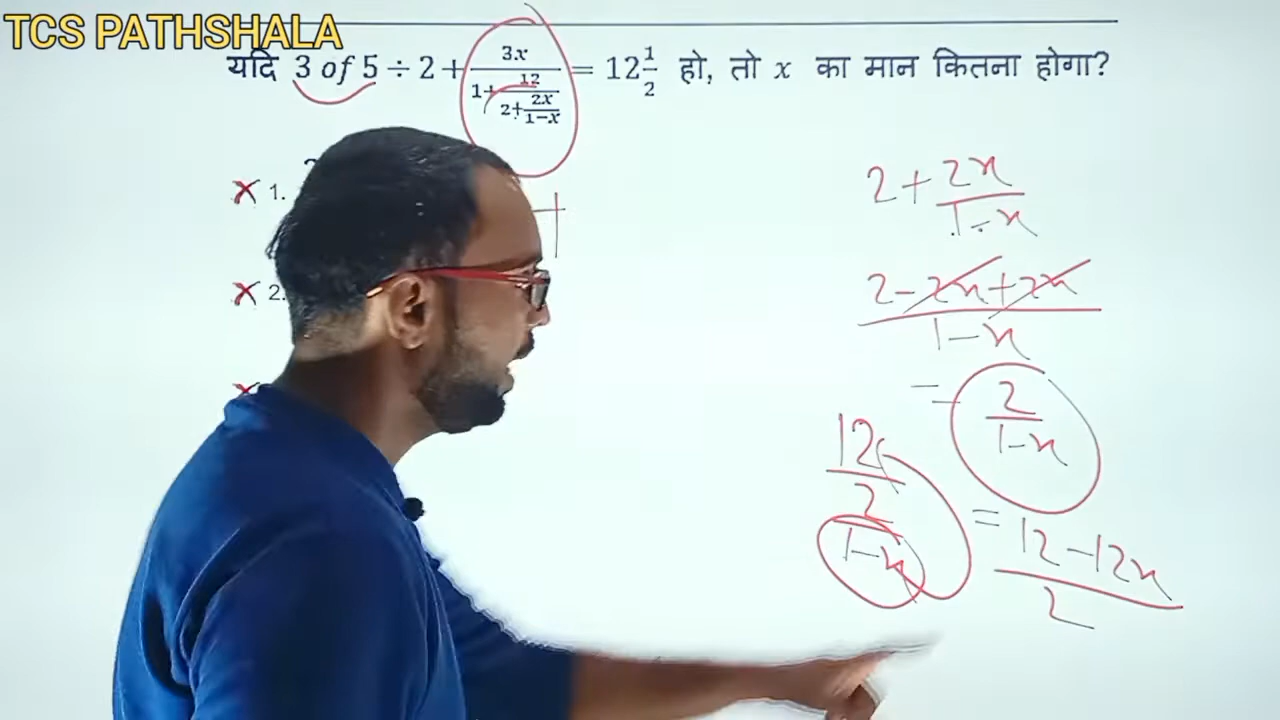 TCS PATHSHALA
यदि 3 of 5 ÷ 2 + 3x/(1+12/(2+2x/(1−x))) = 12 1/2 हो, तो x का मान कितना होगा?
× 1.
× 2.
2 + 2x/(1−x)
(2 − 2x + 2x)/(1−x)
= 2/(1−x)
12/(2/(1−x)) = (12 − 12x)/2